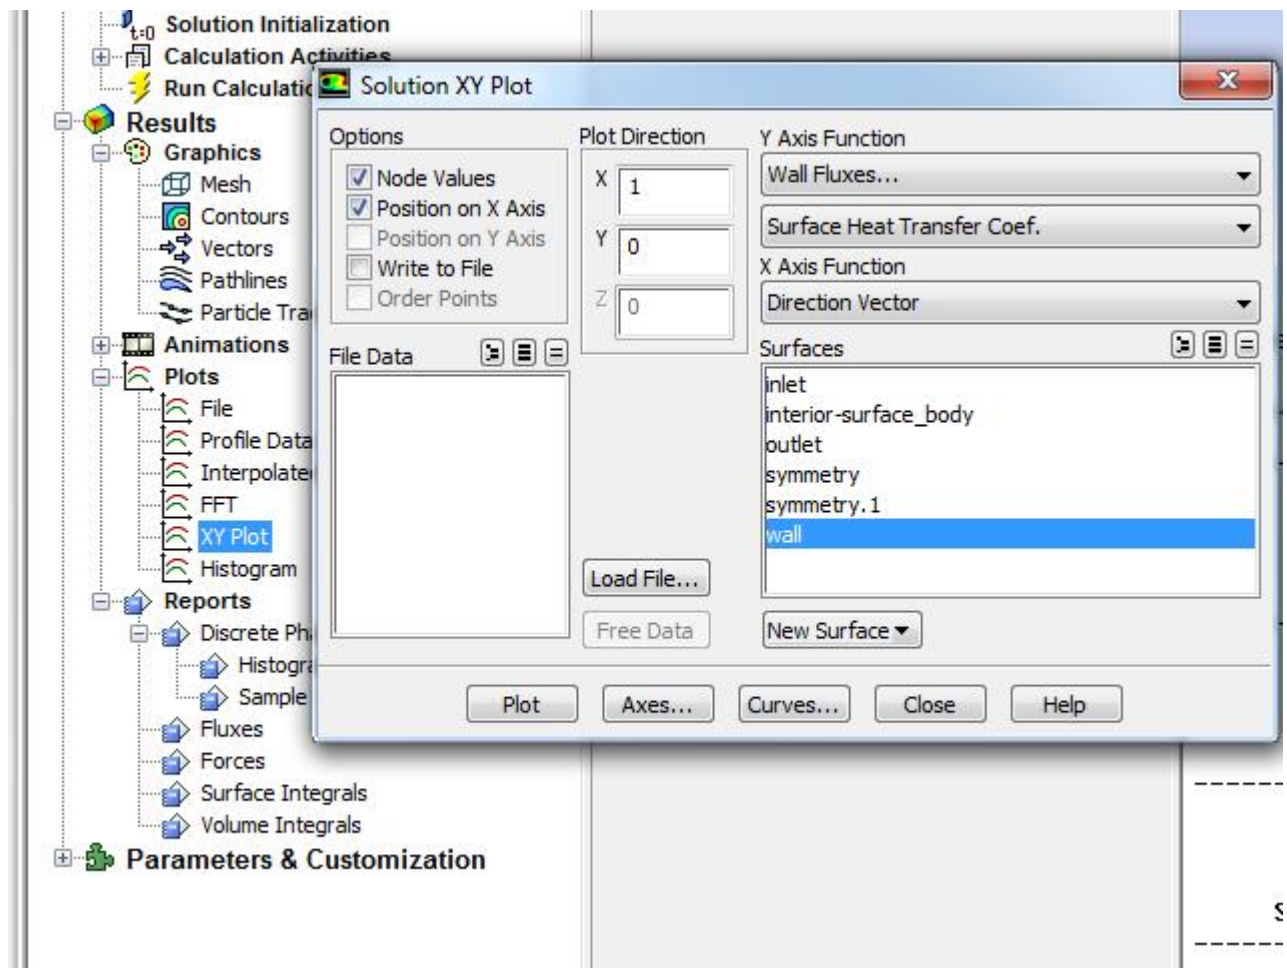 t=0 Solution Initialization
Calculation Activities
Run Calculatio
Results
Graphics
Mesh
Contours
Vectors
Pathlines
Particle Tra
Animations
Plots
File
Profile Data
Interpolate
FFT
XY Plot
Histogram
Reports
Discrete Ph
Histogra
Sample
Fluxes
Forces
Surface Integrals
Volume Integrals
Parameters & Customization
Solution XY Plot
Options
Node Values
Position on X Axis
Position on Y Axis
Write to File
Order Points
Plot Direction
X 1
Y 0
Z 0
Y Axis Function
Wall Fluxes...
Surface Heat Transfer Coef.
X Axis Function
Direction Vector
File Data
Surfaces
inlet
interior-surface_body
outlet
symmetry
symmetry.1
wall
Load File...
Free Data
New Surface
Plot Axes... Curves... Close Help